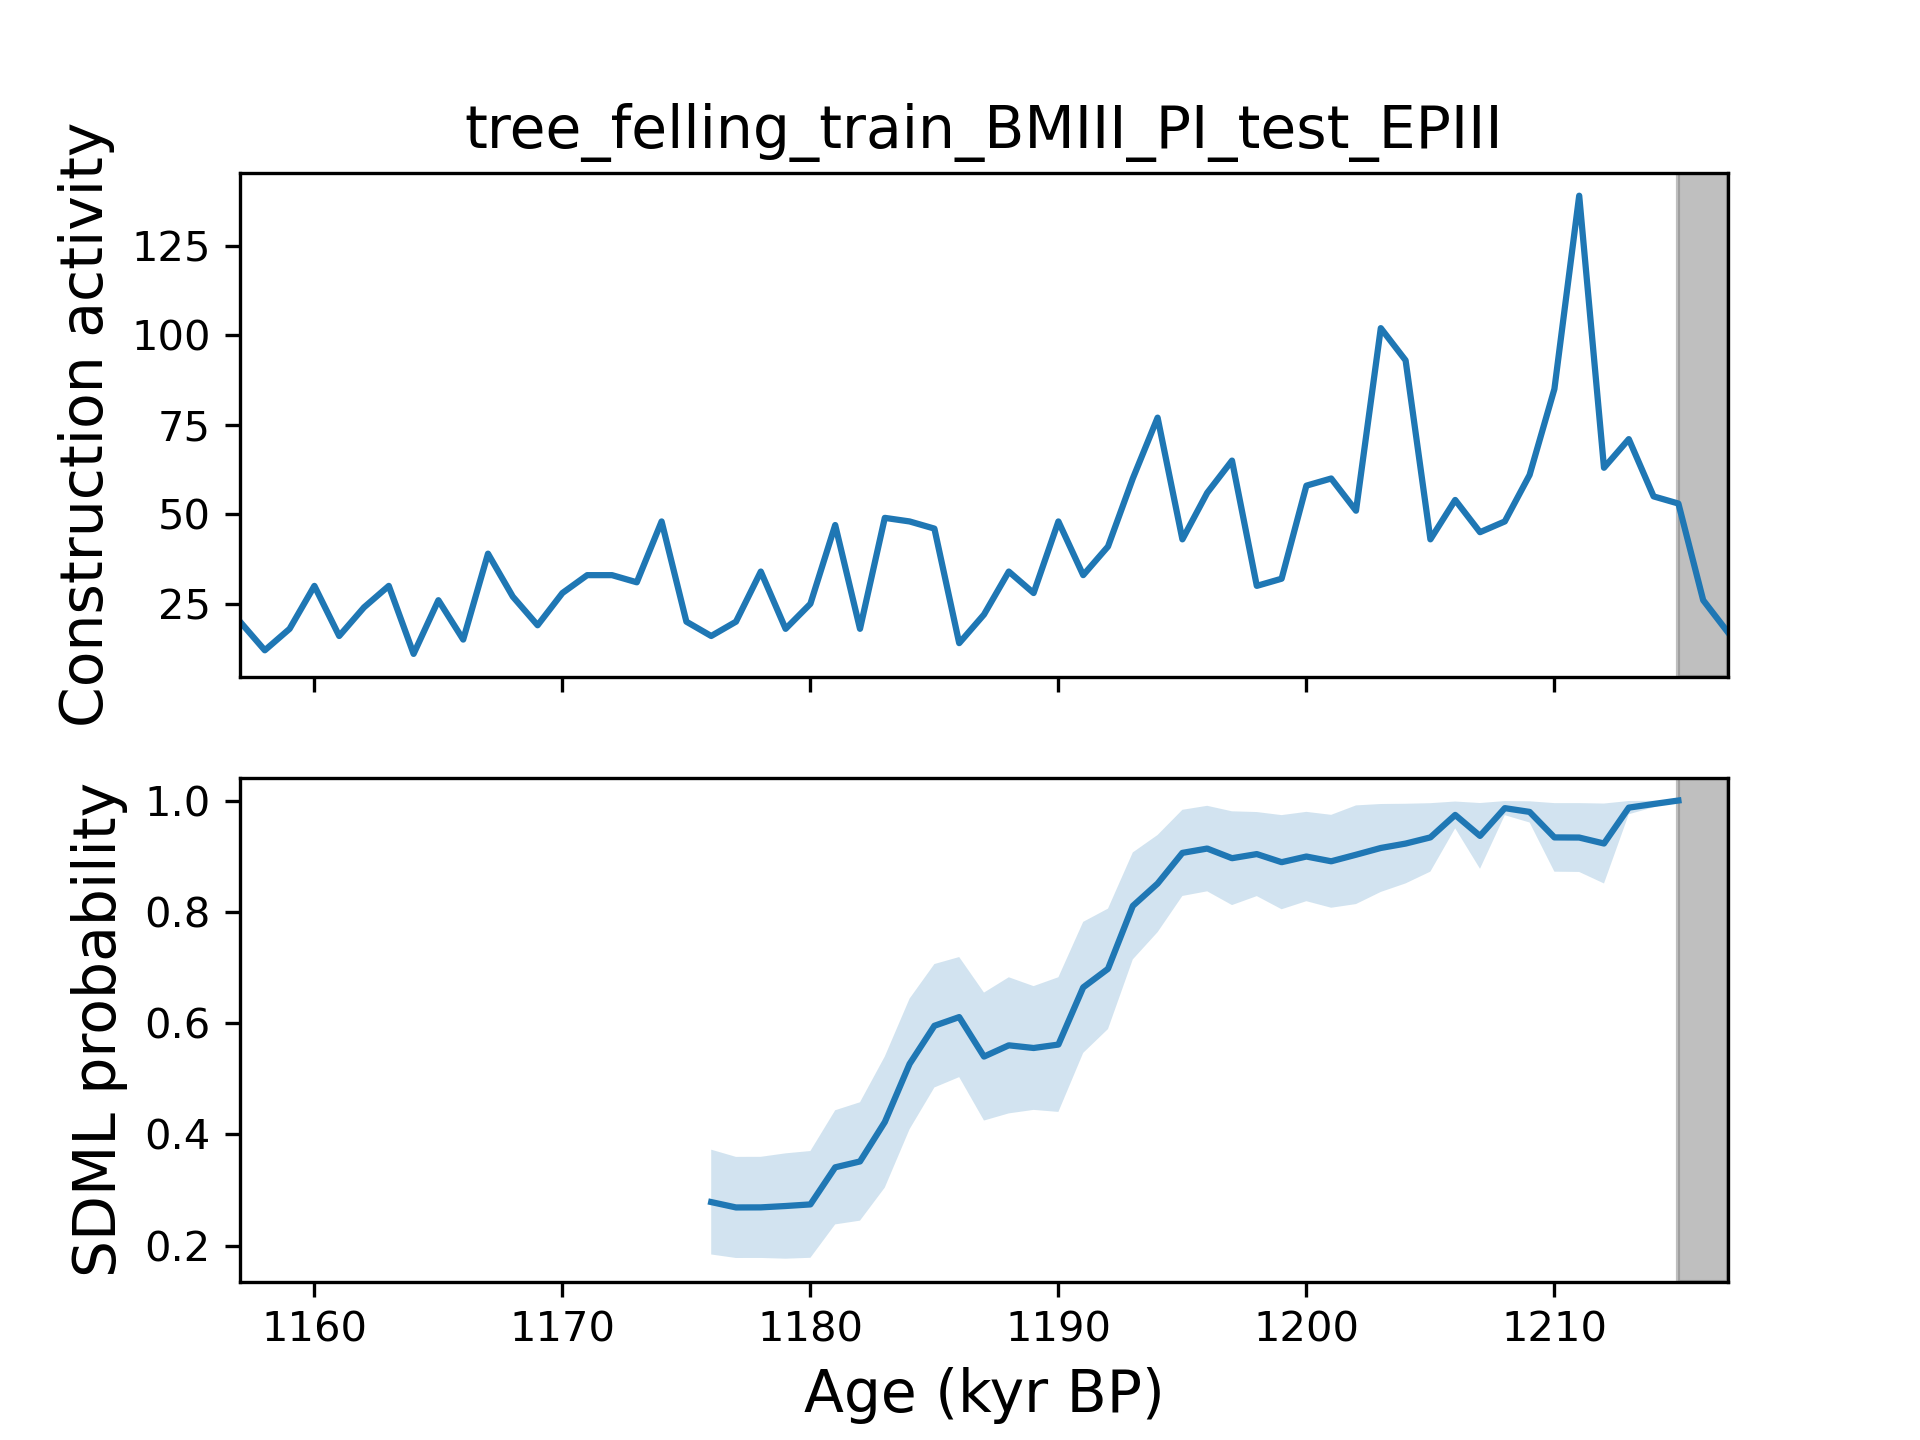 tree_felling_train_BMIII_PI_test_EPIII
Construction activity
125
100
75
50
25
SDML probability
1.0
0.8
0.6
0.4
0.2
1160 1170 1180 1190 1200 1210
Age (kyr BP)